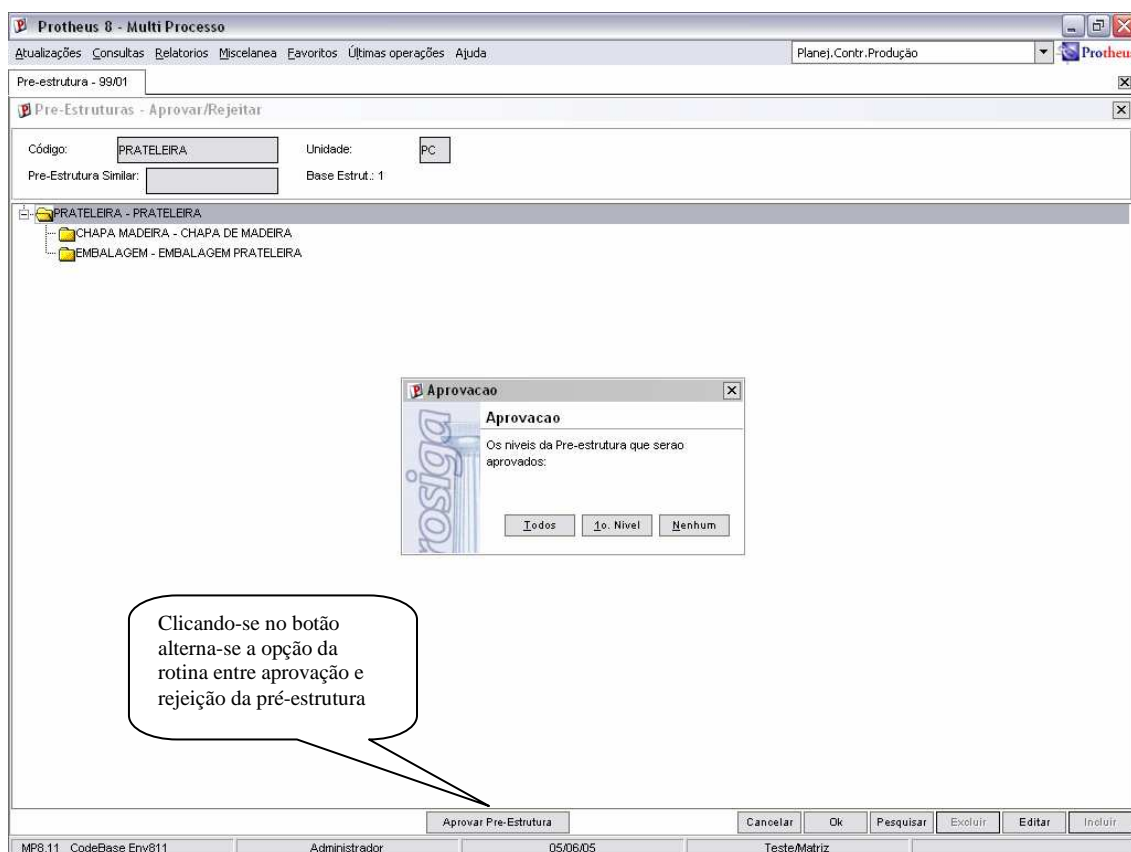 Protheus 8 - Multi Processo
Atualizações Consultas Relatorios Miscelanea Favoritos Últimas operações Ajuda
Planej.Contr.Produção
Protheu
Pre-estrutura - 99/01
Pre-Estruturas - Aprovar/Rejeitar
Código: PRATELEIRA Unidade: PC
Pre-Estrutura Similar: Base Estrut.: 1
PRATELEIRA - PRATELEIRA
CHAPA MADEIRA - CHAPA DE MADEIRA
EMBALAGEM - EMBALAGEM PRATELEIRA
Aprovacao
Aprovacao
Os niveis da Pre-estrutura que serao
aprovados:
Todos 1o. Nivel Nenhum
rosiga
Clicando-se no botão
alterna-se a opção da
rotina entre aprovação e
rejeição da pré-estrutura
Aprovar Pre-Estrutura Cancelar Ok Pesquisar Excluir Editar Incluir
MP8.11 CodeBase Env811 Administrador 05/06/05 Teste/Matriz